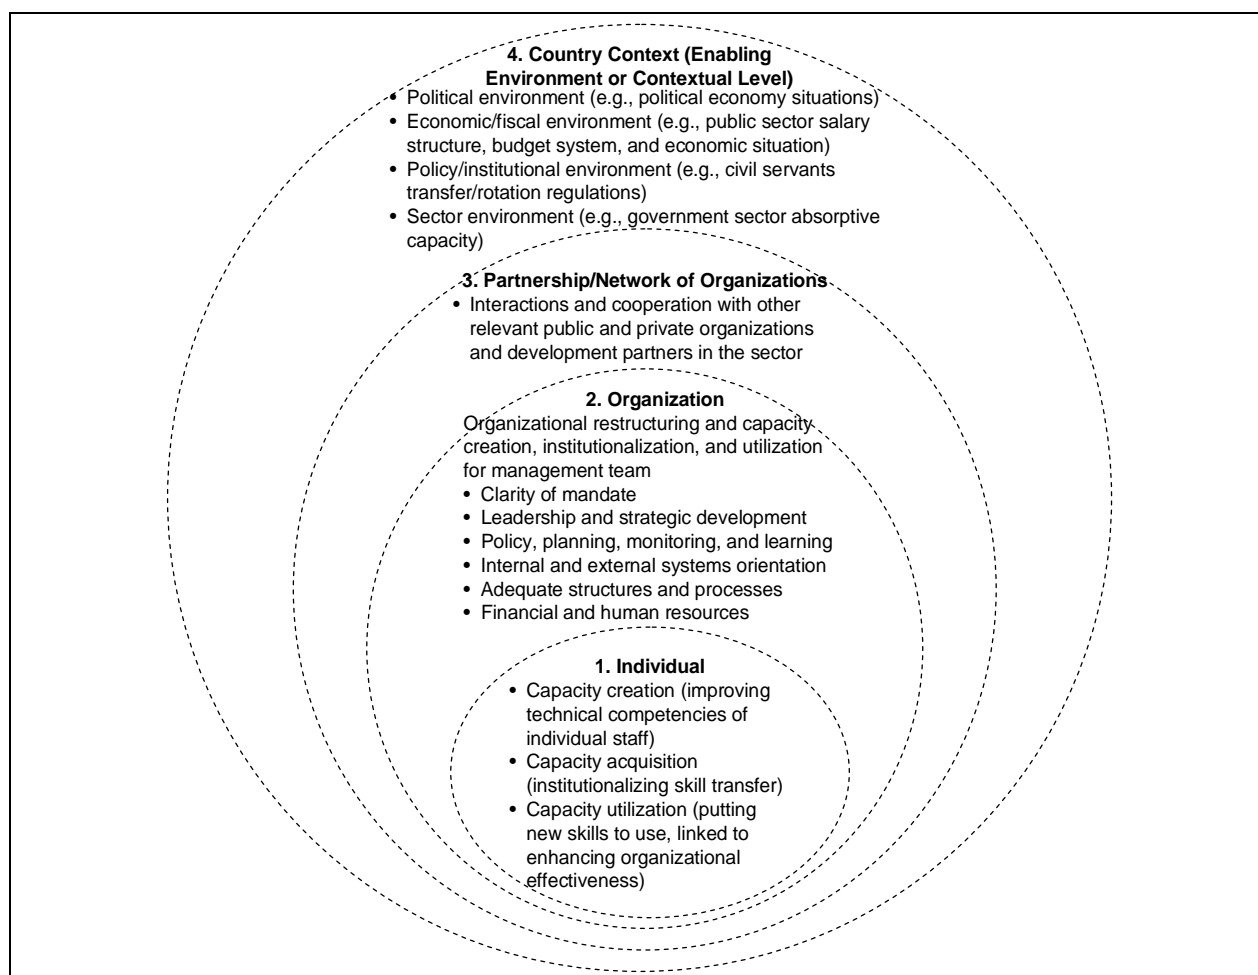 4. Country Context (Enabling
Environment or Contextual Level)
• Political environment (e.g., political economy situations)
• Economic/fiscal environment (e.g., public sector salary
structure, budget system, and economic situation)
• Policy/institutional environment (e.g., civil servants
transfer/rotation regulations)
• Sector environment (e.g., government sector absorptive
capacity)
3. Partnership/Network of Organizations
• Interactions and cooperation with other
relevant public and private organizations
and development partners in the sector
2. Organization
Organizational restructuring and capacity
creation, institutionalization, and utilization
for management team
• Clarity of mandate
• Leadership and strategic development
• Policy, planning, monitoring, and learning
• Internal and external systems orientation
• Adequate structures and processes
• Financial and human resources
1. Individual
• Capacity creation (improving
technical competencies of
individual staff)
• Capacity acquisition
(institutionalizing skill transfer)
• Capacity utilization (putting
new skills to use, linked to
enhancing organizational
effectiveness)